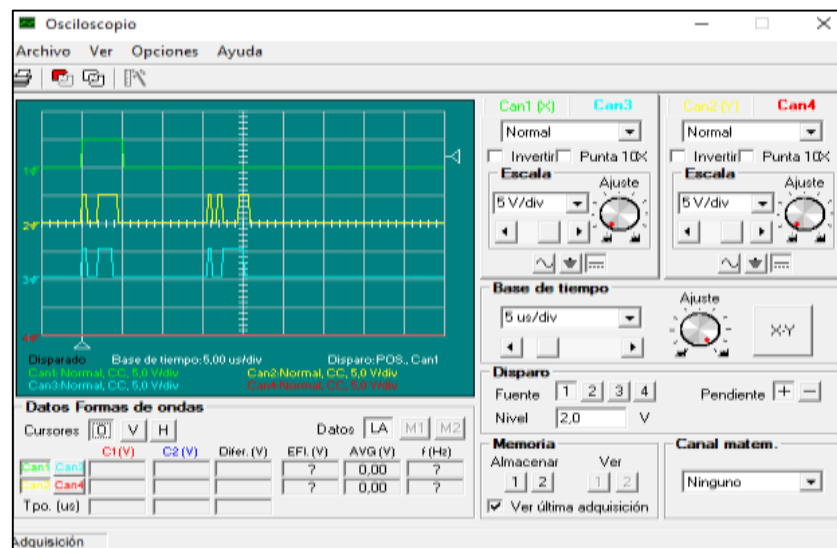 Osciloscopio
Archivo Ver Opciones Ayuda
Can1 (X) Can3
Can2 (Y) Can4
Normal
Normal
Invertir Punta 10X
Invertir Punta 10X
Escala
Escala
Ajuste
Ajuste
5 V/div
5 V/div
Base de tiempo
Ajuste
5 us/div
X-Y
Disparado Base de tiempo:5,00 us/div Disparo:POS., Can1
Can1:Normal, CC, 5,0 V/div Can2:Normal, CC, 5,0 V/div
Can3:Normal, CC, 5,0 V/div Can4:Normal, CC, 5,0 V/div
Disparo
Fuente 1 2 3 4 Pendiente + −
Nivel 2,0 V
Datos Formas de ondas
Cursores 0 V H Datos LA M1 M2
C1(V) C2(V) Difer.(V) EFI.(V) AVG(V) f(Hz)
Can1 Can3 ? 0,00 ?
Can2 Can4 ? 0,00 ?
Tpo. (us)
Memoria
Almacenar Ver
1 2 1 2
Ver última adquisición
Canal matem.
Ninguno
Adquisición